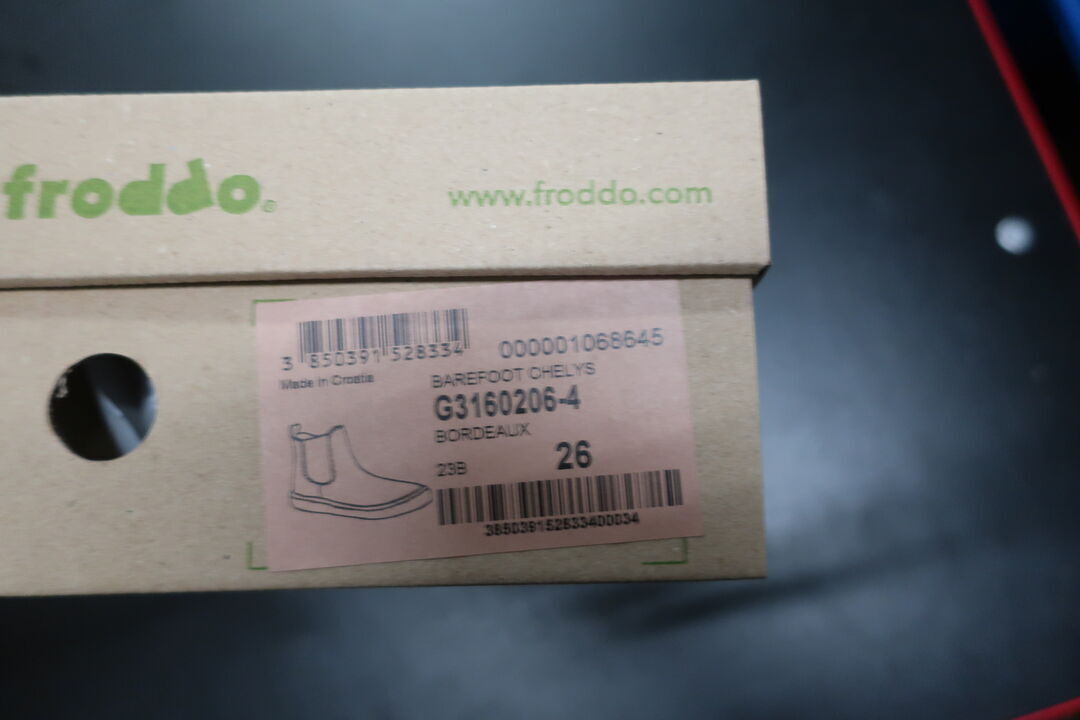 froddo®
www.froddo.com
3 850391 528334
000001068645
Made in Croatia
BAREFOOT CHELYS
G3160206-4
BORDEAUX
23B
26
385039152833400034